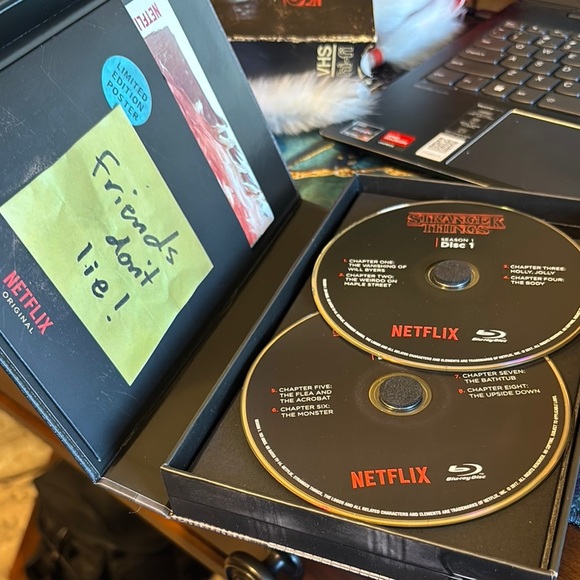 NETFLIX
LIMITED
EDITION
POSTER
Friends
don't
lie!
NETFLIX
ORIGINAL
VHS
STRANGER
THINGS
SEASON 1
Disc 1
1. CHAPTER ONE:
THE VANISHING OF
WILL BYERS
2. CHAPTER TWO:
THE WEIRDO ON
MAPLE STREET
3. CHAPTER THREE:
HOLLY, JOLLY
4. CHAPTER FOUR:
THE BODY
NETFLIX
Blu-ray Disc
5. CHAPTER FIVE:
THE FLEA AND
THE ACROBAT
6. CHAPTER SIX:
THE MONSTER
7. CHAPTER SEVEN:
THE BATHTUB
8. CHAPTER EIGHT:
THE UPSIDE DOWN
NETFLIX
Blu-ray Disc